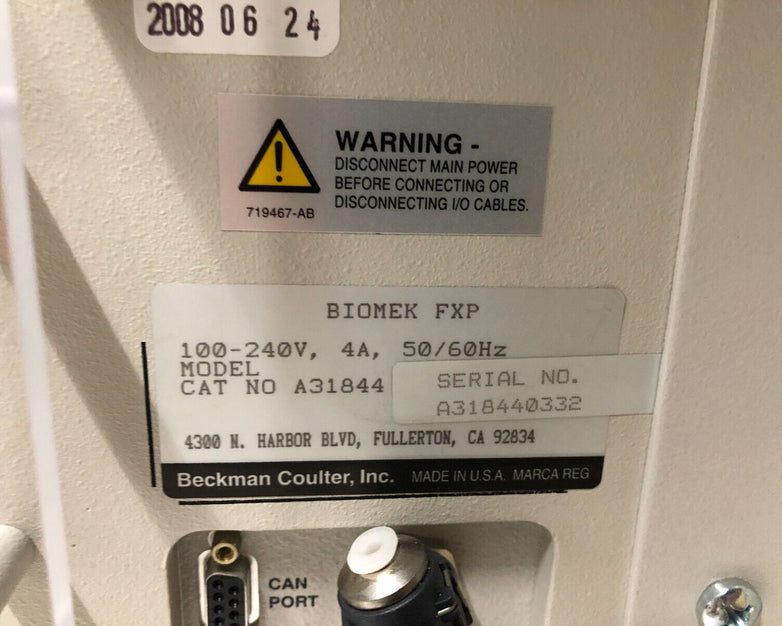 2008 06 24
WARNING -
DISCONNECT MAIN POWER
BEFORE CONNECTING OR
DISCONNECTING I/O CABLES.
719467-AB
BIOMEK FXP
100-240V, 4A, 50/60Hz
MODEL
CAT NO A31844
SERIAL NO.
A318440332
4300 N. HARBOR BLVD, FULLERTON, CA 92834
Beckman Coulter, Inc. MADE IN U.S.A. MARCA REG
CAN
PORT